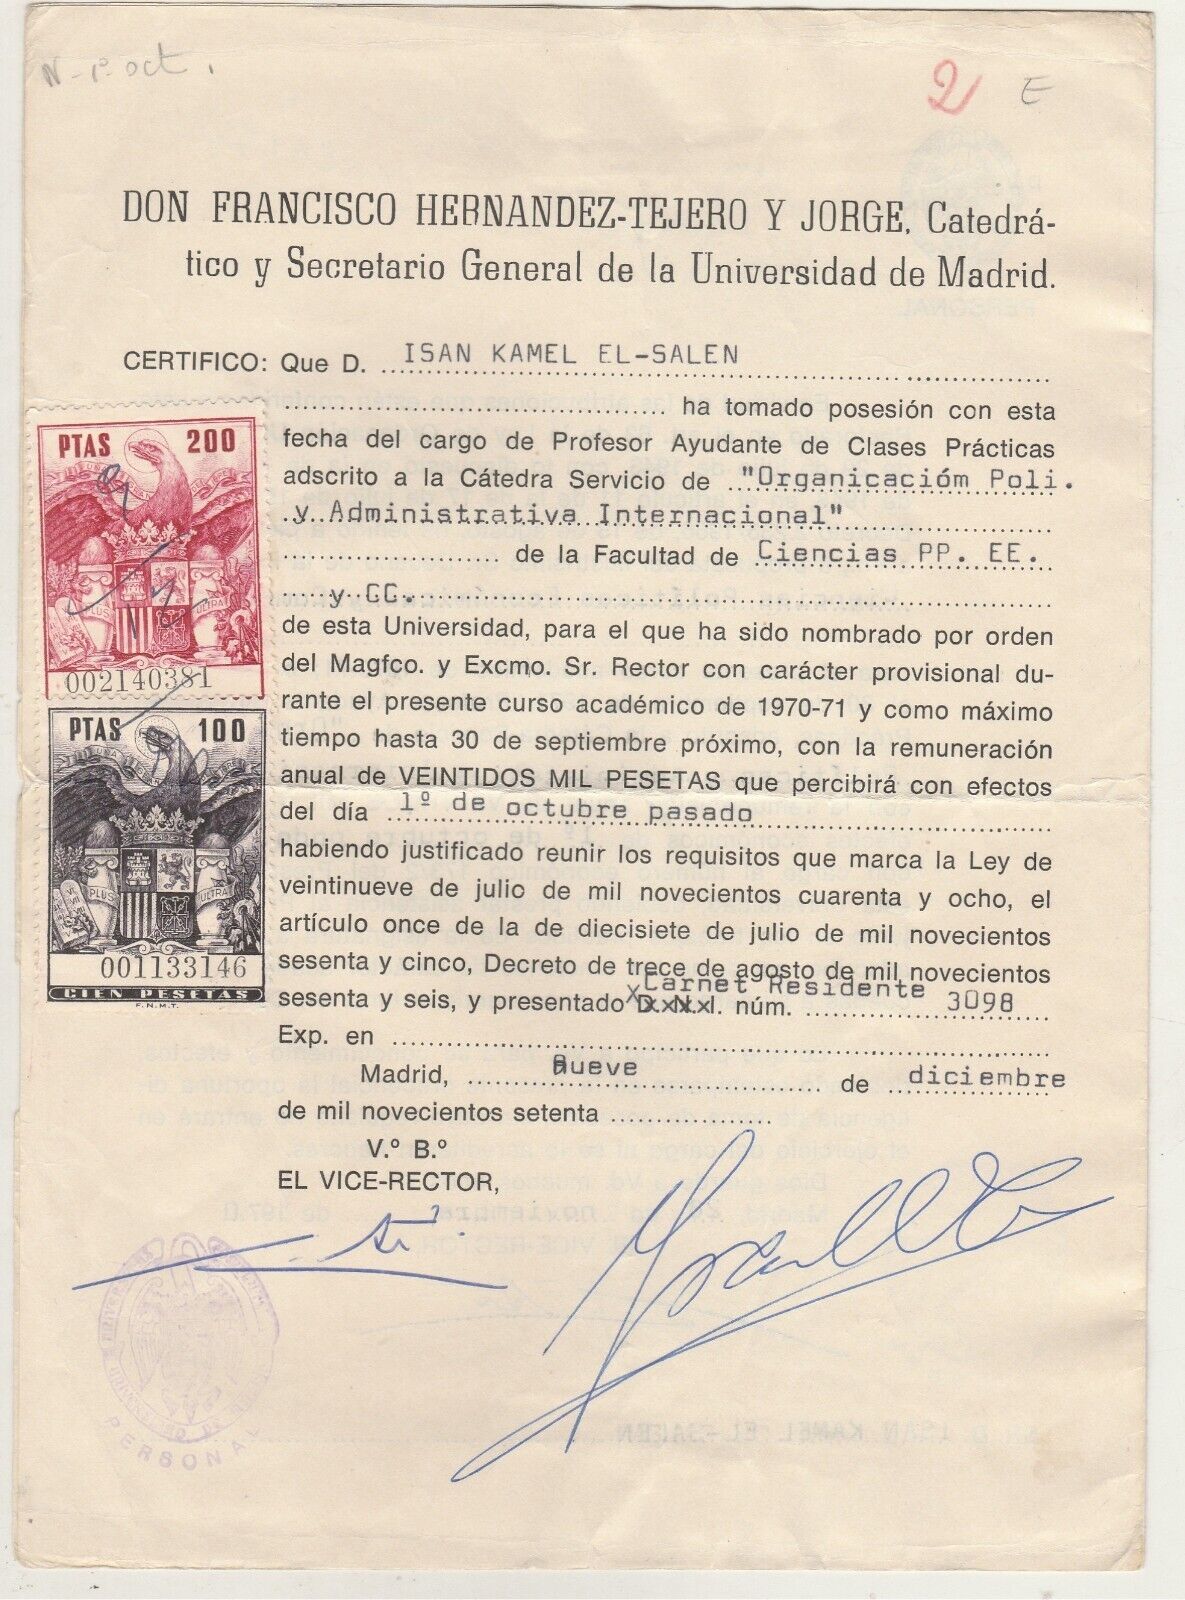 N-1º oct.
2 E
DON FRANCISCO HERNANDEZ-TEJERO Y JORGE, Catedrá-
tico y Secretario General de la Universidad de Madrid.
CERTIFICO: Que D. ISAN KAMEL EL-SALEN
ha tomado posesión con esta
fecha del cargo de Profesor Ayudante de Clases Prácticas
adscrito a la Cátedra Servicio de "Organicacióm Poli.
y Administrativa Internacional"
de la Facultad de Ciencias PP. EE.
y CC.
de esta Universidad, para el que ha sido nombrado por orden
del Magfco. y Excmo. Sr. Rector con carácter provisional du-
rante el presente curso académico de 1970-71 y como máximo
tiempo hasta 30 de septiembre próximo, con la remuneración
anual de VEINTIDOS MIL PESETAS que percibirá con efectos
del día 1º de octubre pasado
habiendo justificado reunir los requisitos que marca la Ley de
veintinueve de julio de mil novecientos cuarenta y ocho, el
artículo once de la de diecisiete de julio de mil novecientos
sesenta y cinco, Decreto de trece de agosto de mil novecientos
Carnet Residente
sesenta y seis, y presentado D. N. I. núm. 3098
Exp. en
Madrid, nueve de diciembre
de mil novecientos setenta
V.º B.º
EL VICE-RECTOR,
PTAS 200
PLUS ULTRA
002140381
PTAS 100
PLUS ULTRA
001133146
CIEN PESETAS
F.N.M.T.
PERSONAL